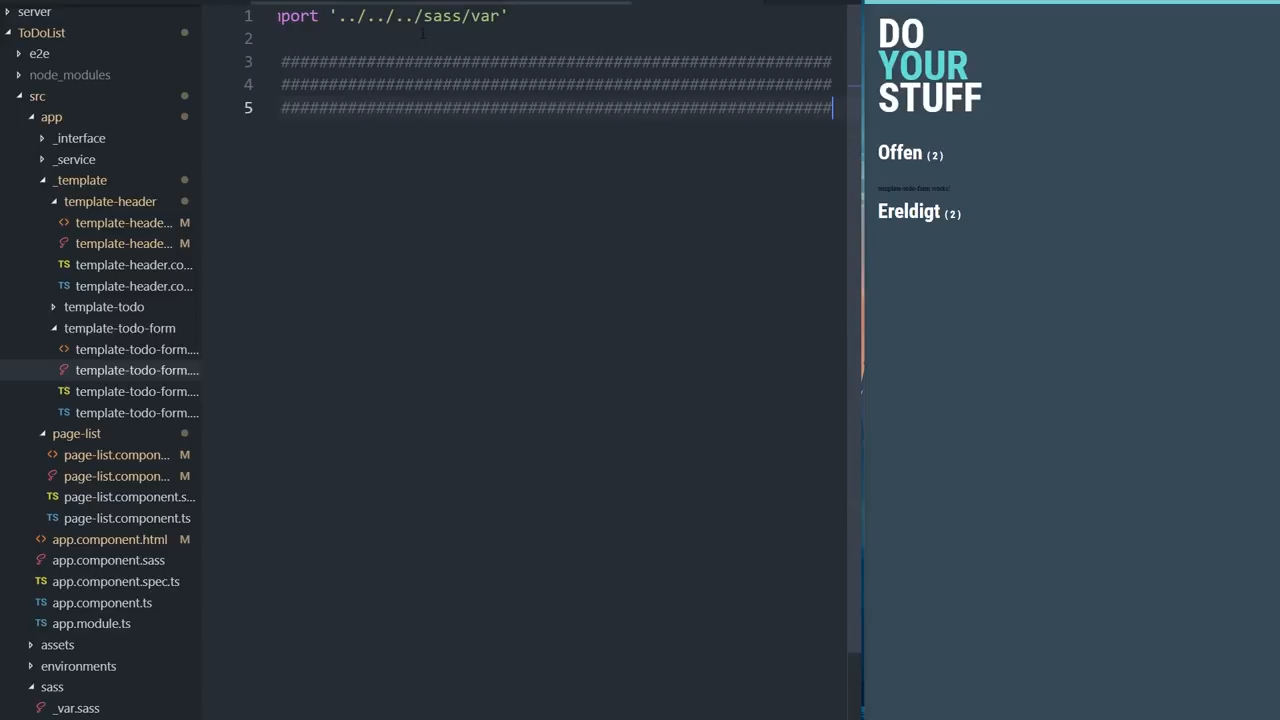 server
ToDoList
e2e
node_modules
src
app
_interface
_service
_template
template-header
template-heade... M
template-heade... M
TS template-header.co...
TS template-header.co...
template-todo
template-todo-form
template-todo-form....
template-todo-form....
TS template-todo-form....
TS template-todo-form....
page-list
page-list.compon... M
page-list.compon... M
TS page-list.component.s...
TS page-list.component.ts
app.component.html M
app.component.sass
TS app.component.spec.ts
TS app.component.ts
TS app.module.ts
assets
environments
sass
_var.sass
1 mport '../../../sass/var'
2
3 ##########################################################
4 ##########################################################
5 ##########################################################
DO
YOUR
STUFF
Offen (2)
template-todo-form works!
Ereldigt (2)